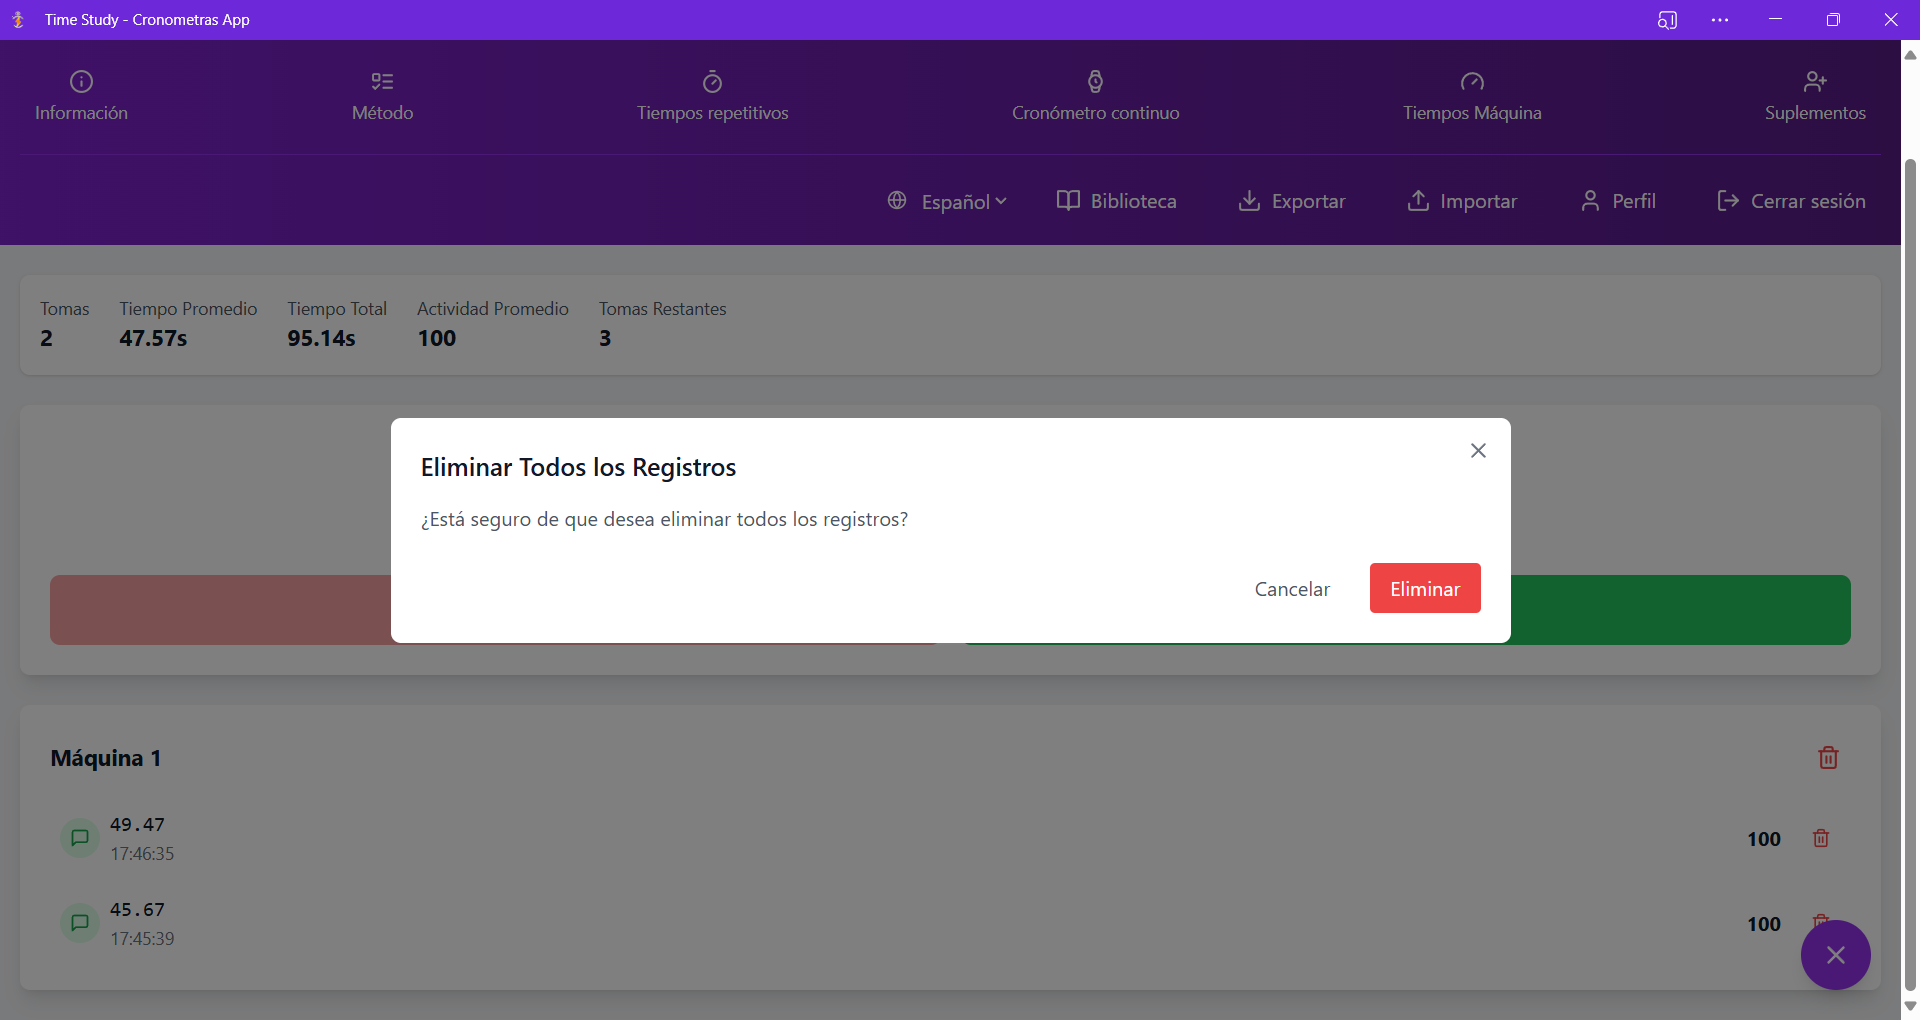 Time Study - Cronometras App
Información
Método
Tiempos repetitivos
Cronómetro continuo
Tiempos Máquina
Suplementos
Español
Biblioteca
Exportar
Importar
Perfil
Cerrar sesión
Tomas
2
Tiempo Promedio
47.57s
Tiempo Total
95.14s
Actividad Promedio
100
Tomas Restantes
3
Eliminar Todos los Registros
¿Está seguro de que desea eliminar todos los registros?
Cancelar
Eliminar
Máquina 1
49.47
17:46:35
100
45.67
17:45:39
100